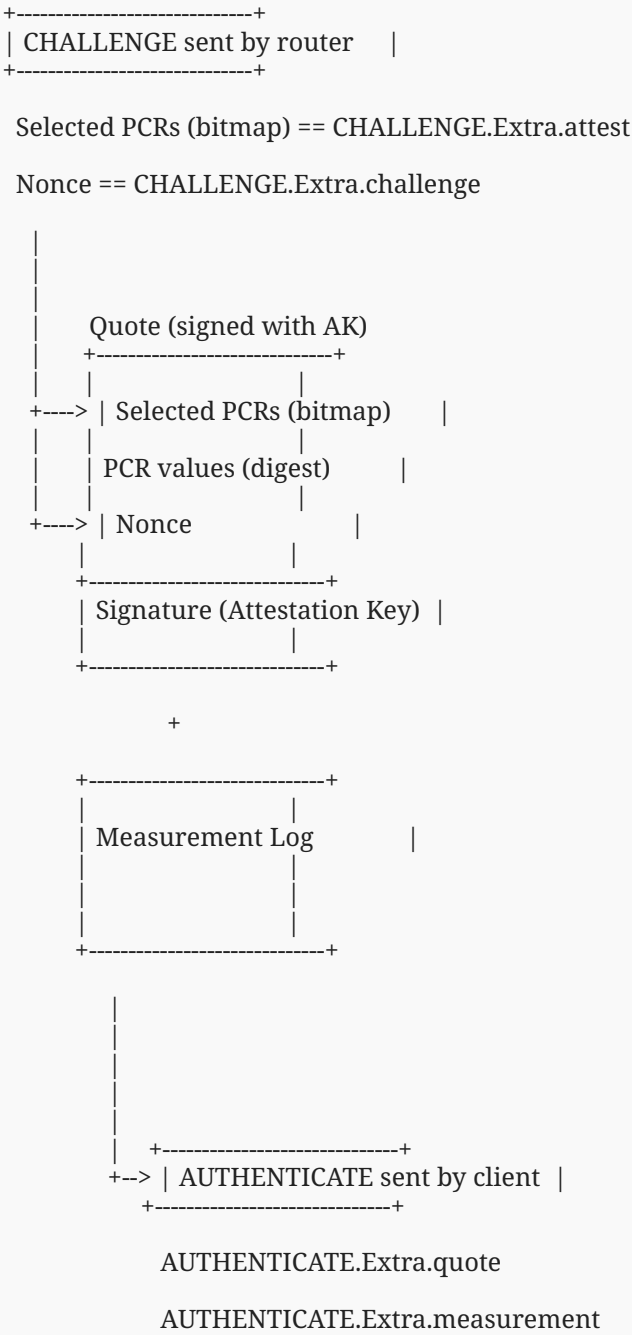 +------------------------------+
| CHALLENGE sent by router |
+------------------------------+
Selected PCRs (bitmap) == CHALLENGE.Extra.attest
Nonce == CHALLENGE.Extra.challenge
|
|
|
| Quote (signed with AK)
| +------------------------------+
| | |
+----> | Selected PCRs (bitmap) |
| | |
| | PCR values (digest) |
| | |
+----> | Nonce |
| |
+------------------------------+
| Signature (Attestation Key) |
| |
+------------------------------+
+
+------------------------------+
| |
| Measurement Log |
| |
| |
| |
+------------------------------+
|
|
|
|
|
| +------------------------------+
+--> | AUTHENTICATE sent by client |
+------------------------------+
AUTHENTICATE.Extra.quote
AUTHENTICATE.Extra.measurement